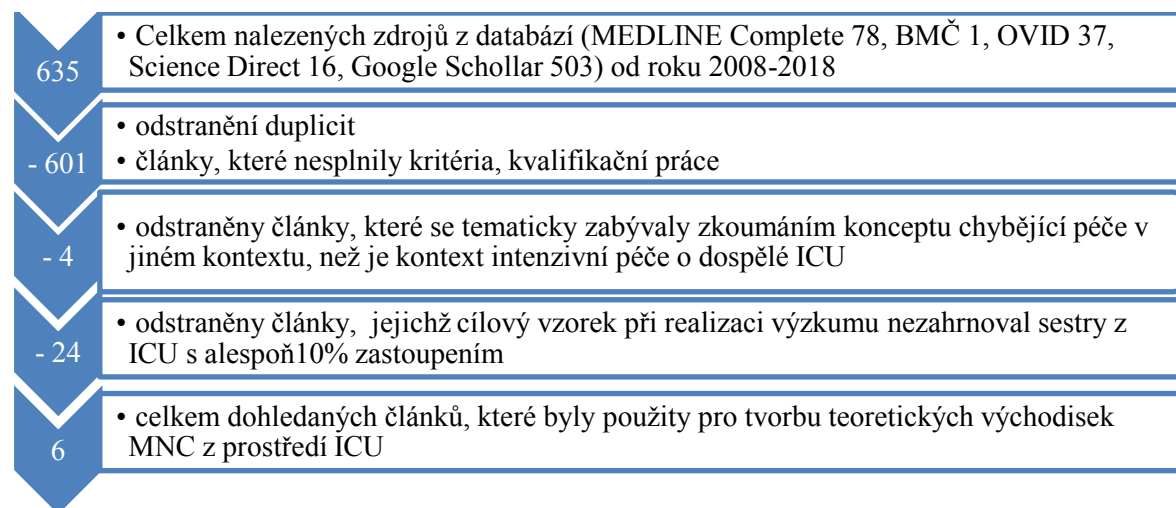 635
• Celkem nalezených zdrojů z databází (MEDLINE Complete 78, BMČ 1, OVID 37,
Science Direct 16, Google Schollar 503) od roku 2008-2018
- 601
• odstranění duplicit
• články, které nesplnily kritéria, kvalifikační práce
- 4
• odstraněny články, které se tematicky zabývaly zkoumáním konceptu chybějící péče v
jiném kontextu, než je kontext intenzivní péče o dospělé ICU
- 24
• odstraněny články, jejichž cílový vzorek při realizaci výzkumu nezahrnoval sestry z
ICU s alespoň10% zastoupením
6
• celkem dohledaných článků, které byly použity pro tvorbu teoretických východisek
MNC z prostředí ICU